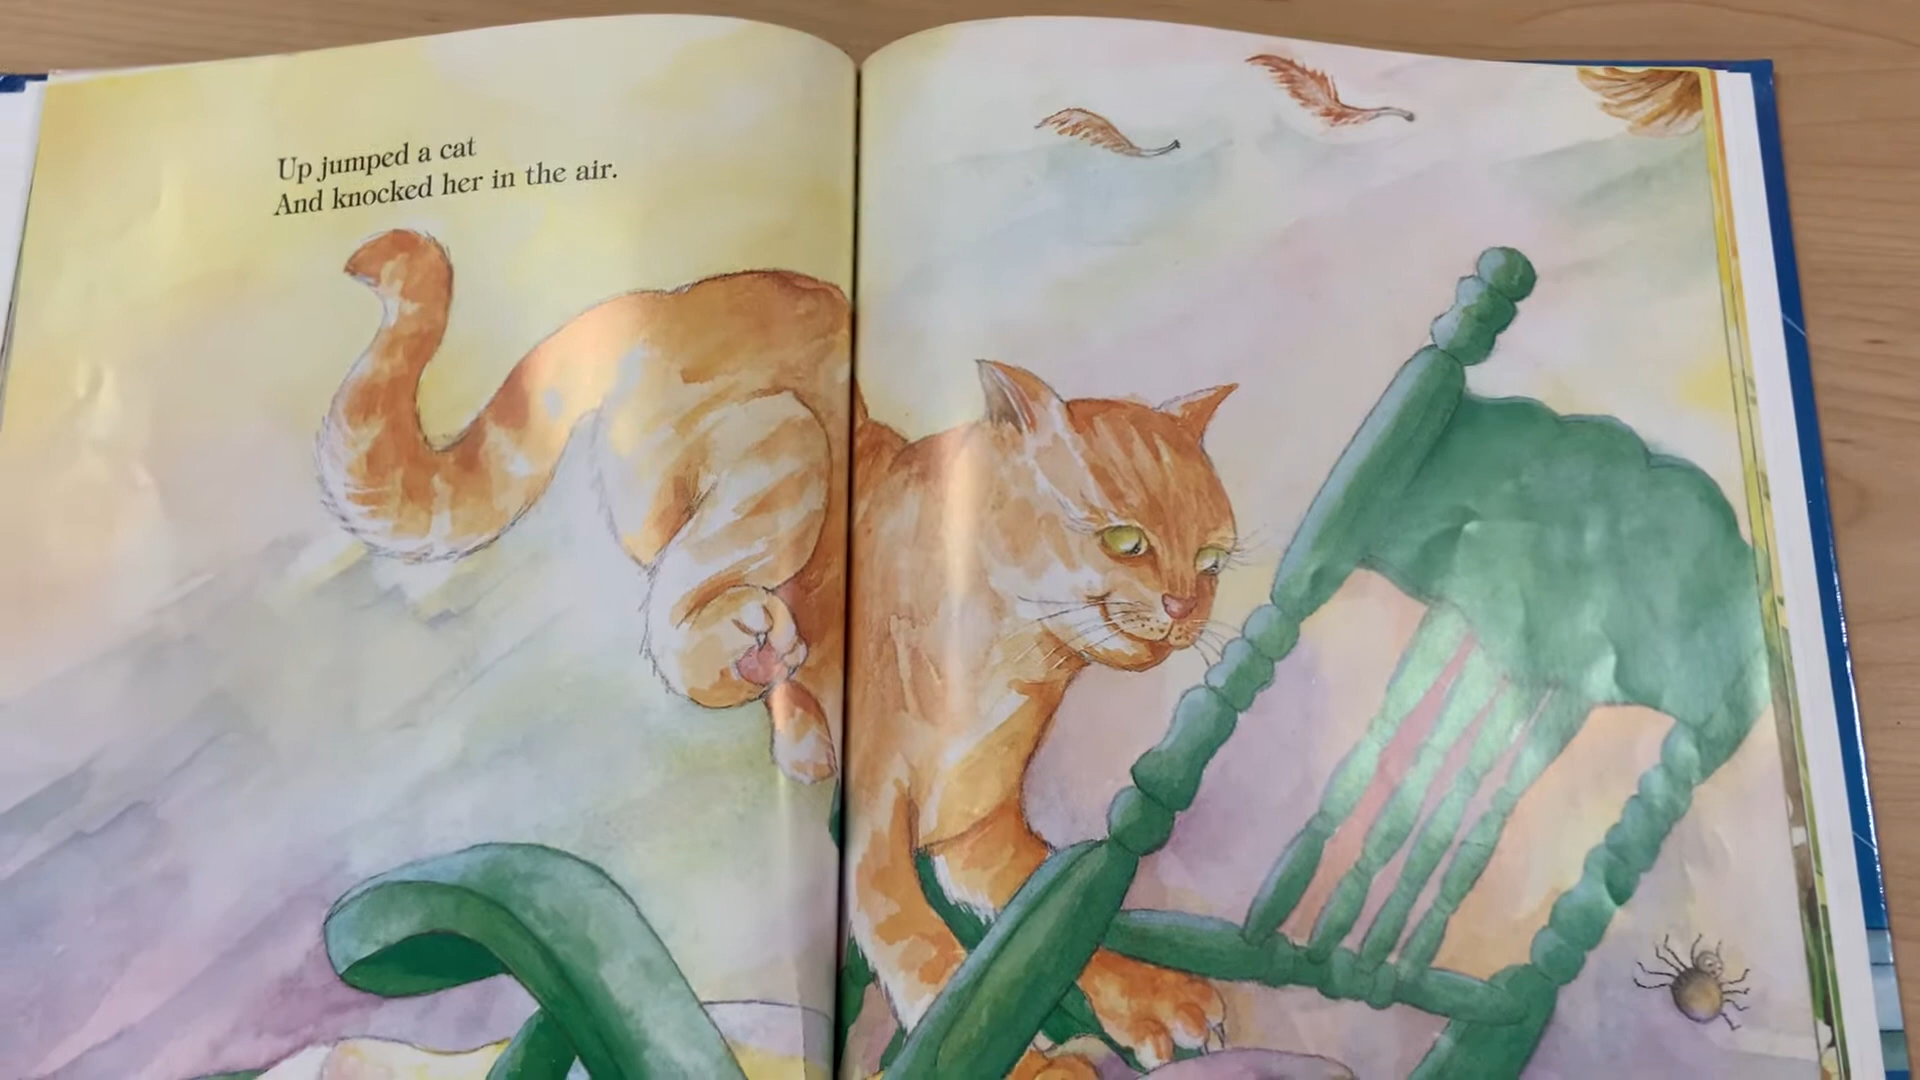 Up jumped a cat
And knocked her in the air.